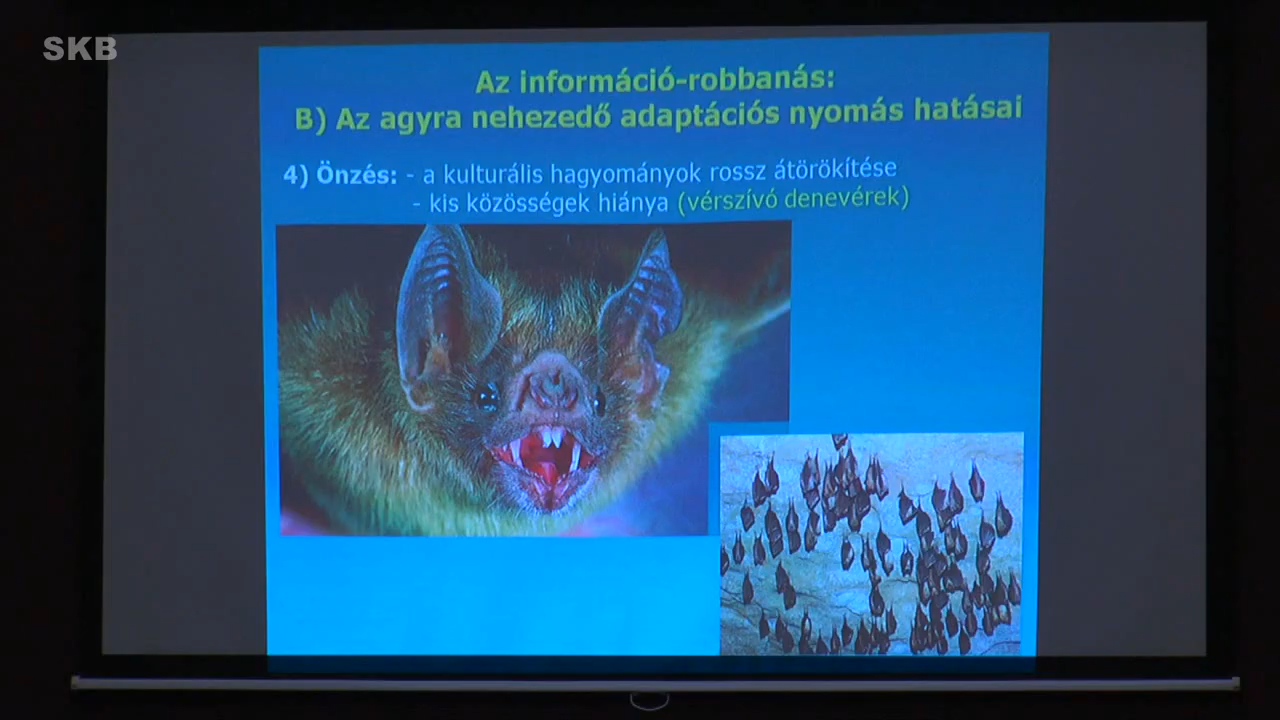 SKB
Az információ-robbanás:
B) Az agyra nehezedő adaptációs nyomás hatásai
4) Önzés: - a kulturális hagyományok rossz átörökítése
- kis közösségek hiánya (vérszívó denevérek)